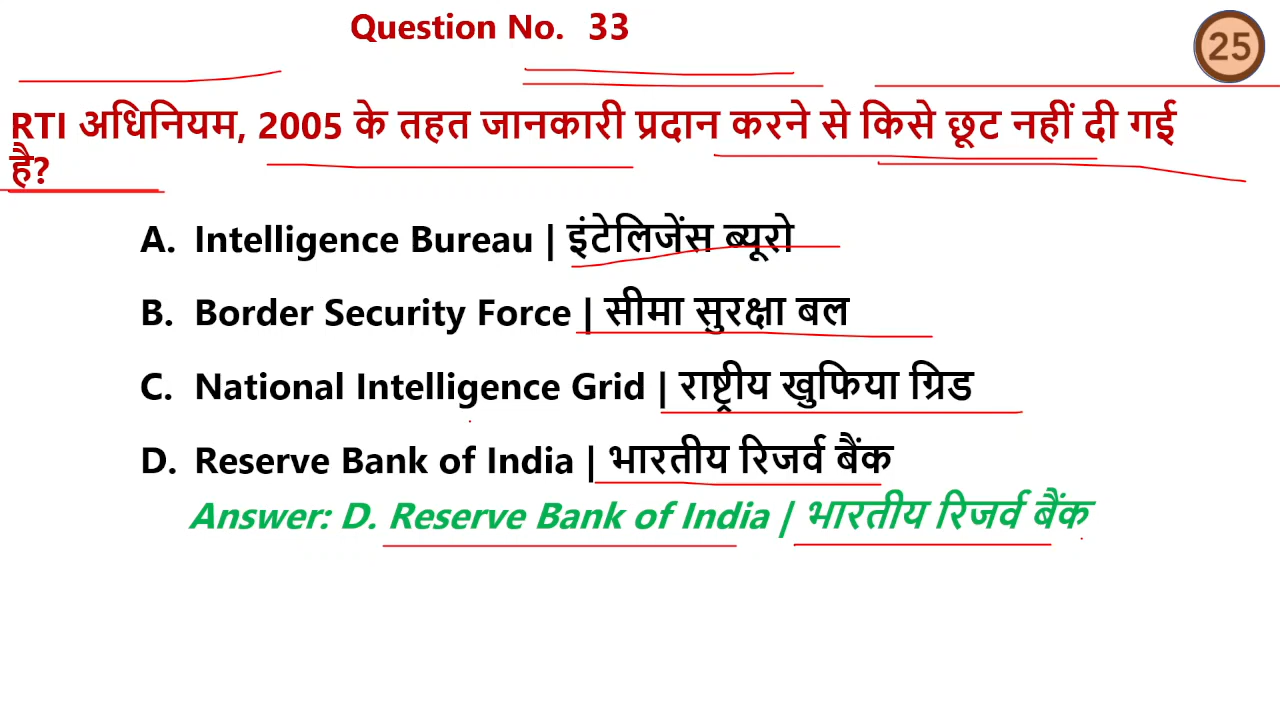 Question No. 33
25
RTI अधिनियम, 2005 के तहत जानकारी प्रदान करने से किसे छूट नहीं दी गई
है?
A. Intelligence Bureau | इंटेलिजेंस ब्यूरो
B. Border Security Force | सीमा सुरक्षा बल
C. National Intelligence Grid | राष्ट्रीय खुफिया ग्रिड
D. Reserve Bank of India | भारतीय रिजर्व बैंक
Answer: D. Reserve Bank of India | भारतीय रिजर्व बैंक